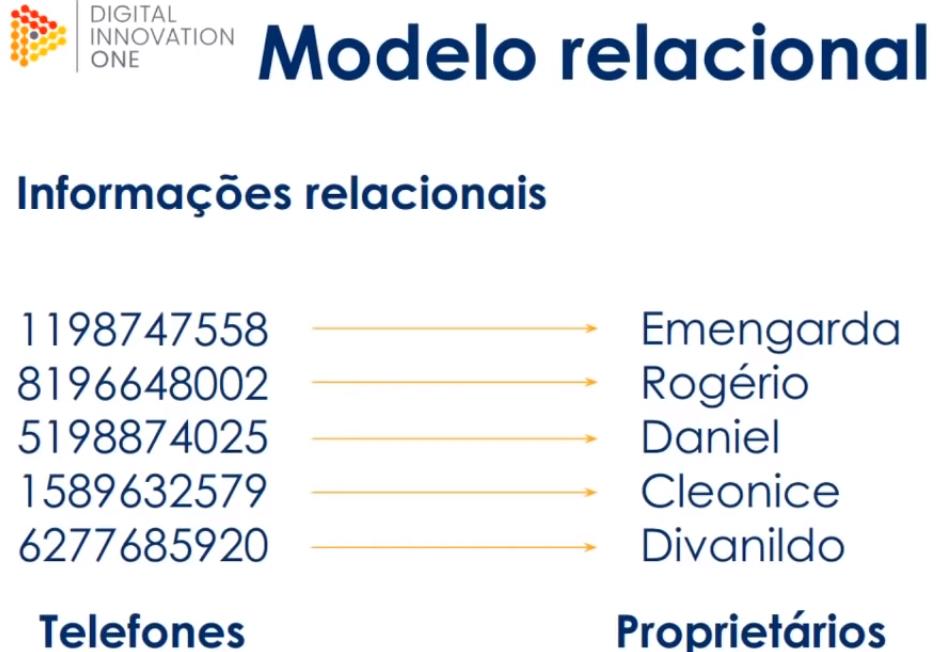 DIGITAL
INNOVATION
ONE
Modelo relacional
Informações relacionais
1198747558 Emengarda
8196648002 Rogério
5198874025 Daniel
1589632579 Cleonice
6277685920 Divanildo
Telefones Proprietários